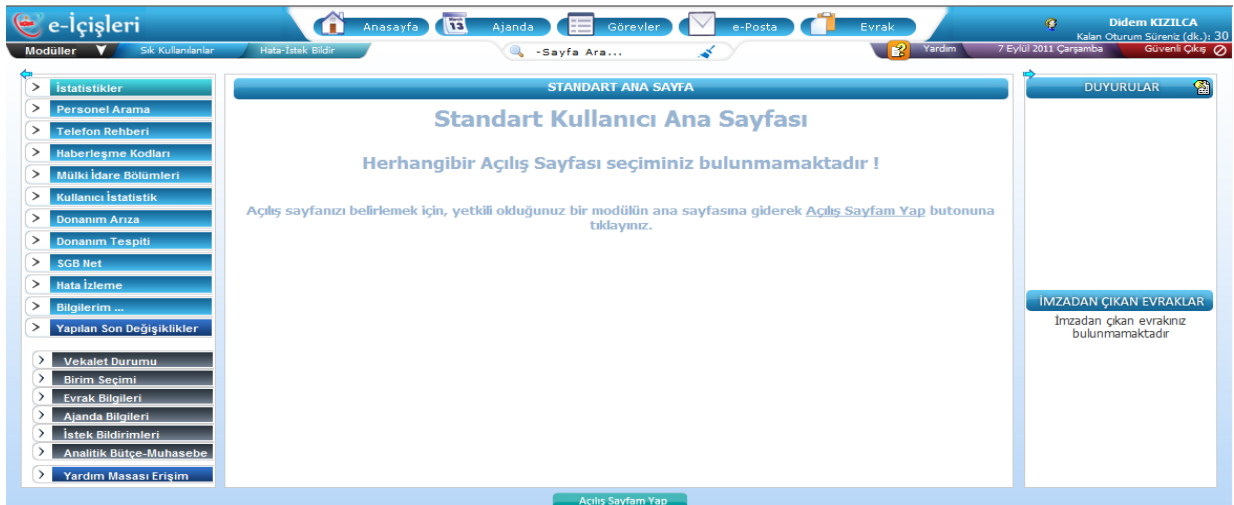 e-İçişleri
Anasayfa
13
Ajanda
Görevler
e-Posta
Evrak
Didem KIZILCA
Kalan Oturum Süreniz (dk.): 30
Modüller
Sık Kullanılanlar
Hata-İstek Bildir
-Sayfa Ara...
Yardım
7 Eylül 2011 Çarşamba
Güvenli Çıkış
İstatistikler
Personel Arama
Telefon Rehberi
Haberleşme Kodları
Mülki İdare Bölümleri
Kullanıcı İstatistik
Donanım Arıza
Donanım Tespiti
SGB Net
Hata İzleme
Bilgilerim ...
Yapılan Son Değişiklikler
Vekalet Durumu
Birim Seçimi
Evrak Bilgileri
Ajanda Bilgileri
İstek Bildirimleri
Analitik Bütçe-Muhasebe
Yardım Masası Erişim
STANDART ANA SAYFA
Standart Kullanıcı Ana Sayfası
Herhangibir Açılış Sayfası seçiminiz bulunmamaktadır !
Açılış sayfanızı belirlemek için, yetkili olduğunuz bir modülün ana sayfasına giderek Açılış Sayfam Yap butonuna
tıklayınız.
DUYURULAR
İMZADAN ÇIKAN EVRAKLAR
İmzadan çıkan evrakınız
bulunmamaktadır
Açılış Sayfam Yap